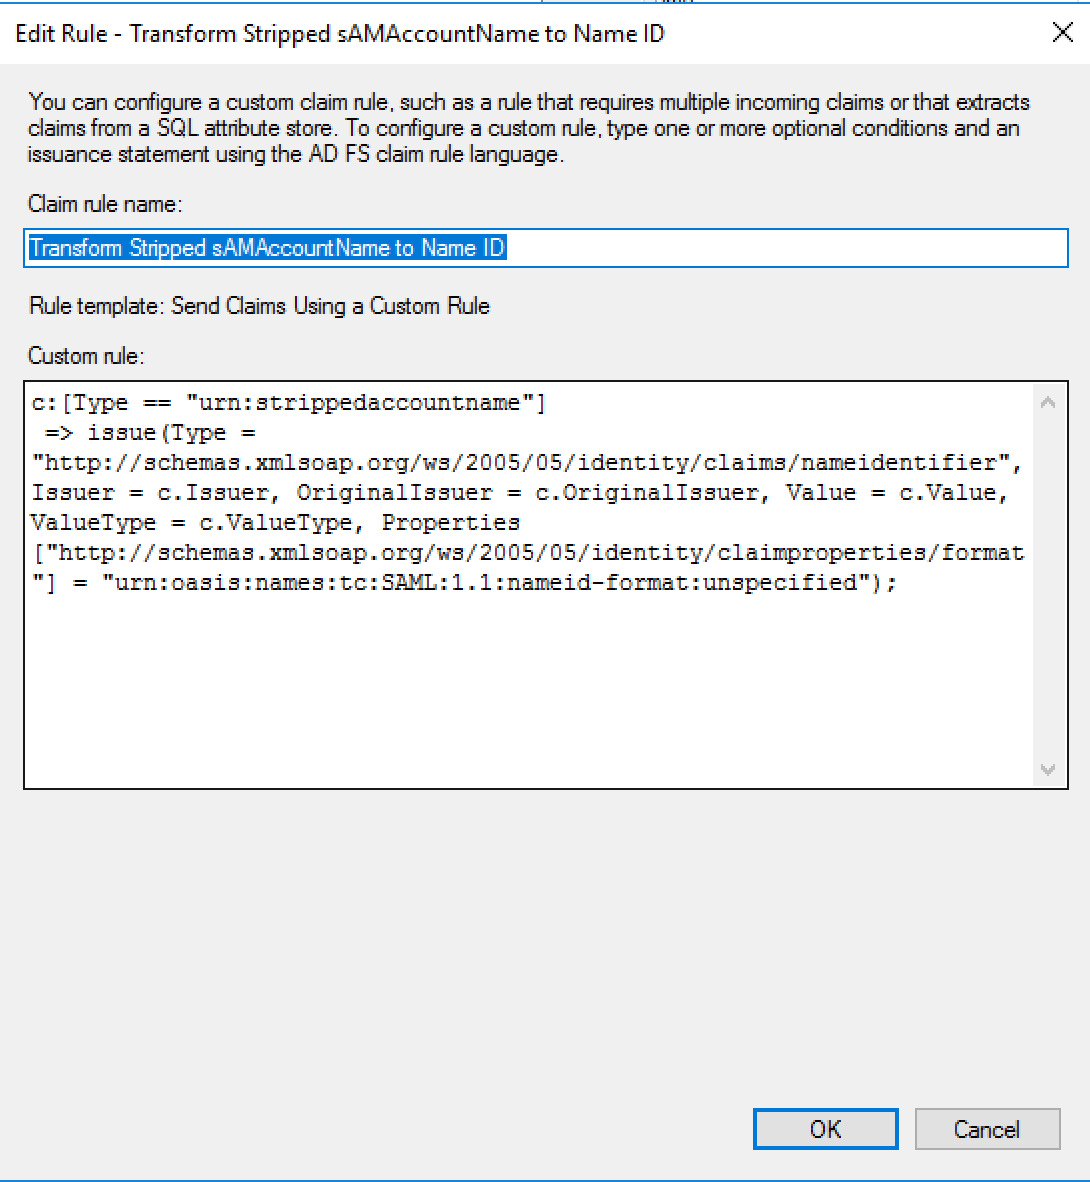 Edit Rule - Transform Stripped sAMAccountName to Name ID
You can configure a custom claim rule, such as a rule that requires multiple incoming claims or that extracts
claims from a SQL attribute store. To configure a custom rule, type one or more optional conditions and an
issuance statement using the AD FS claim rule language.
Claim rule name:
Transform Stripped sAMAccountName to Name ID
Rule template: Send Claims Using a Custom Rule
Custom rule:
c:[Type == "urn:strippedaccountname"]
 => issue(Type =
"http://schemas.xmlsoap.org/ws/2005/05/identity/claims/nameidentifier",
Issuer = c.Issuer, OriginalIssuer = c.OriginalIssuer, Value = c.Value,
ValueType = c.ValueType, Properties
["http://schemas.xmlsoap.org/ws/2005/05/identity/claimproperties/format
"] = "urn:oasis:names:tc:SAML:1.1:nameid-format:unspecified");
OK
Cancel